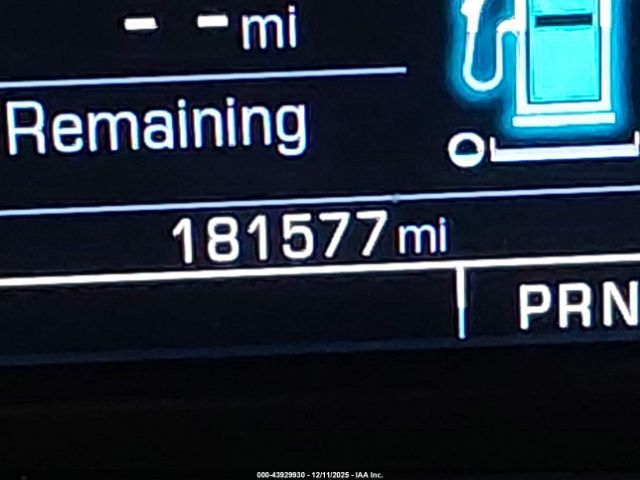 - - mi
Remaining
181577 mi
PRN
000-43929930 - 12/11/2025 - IAA Inc.